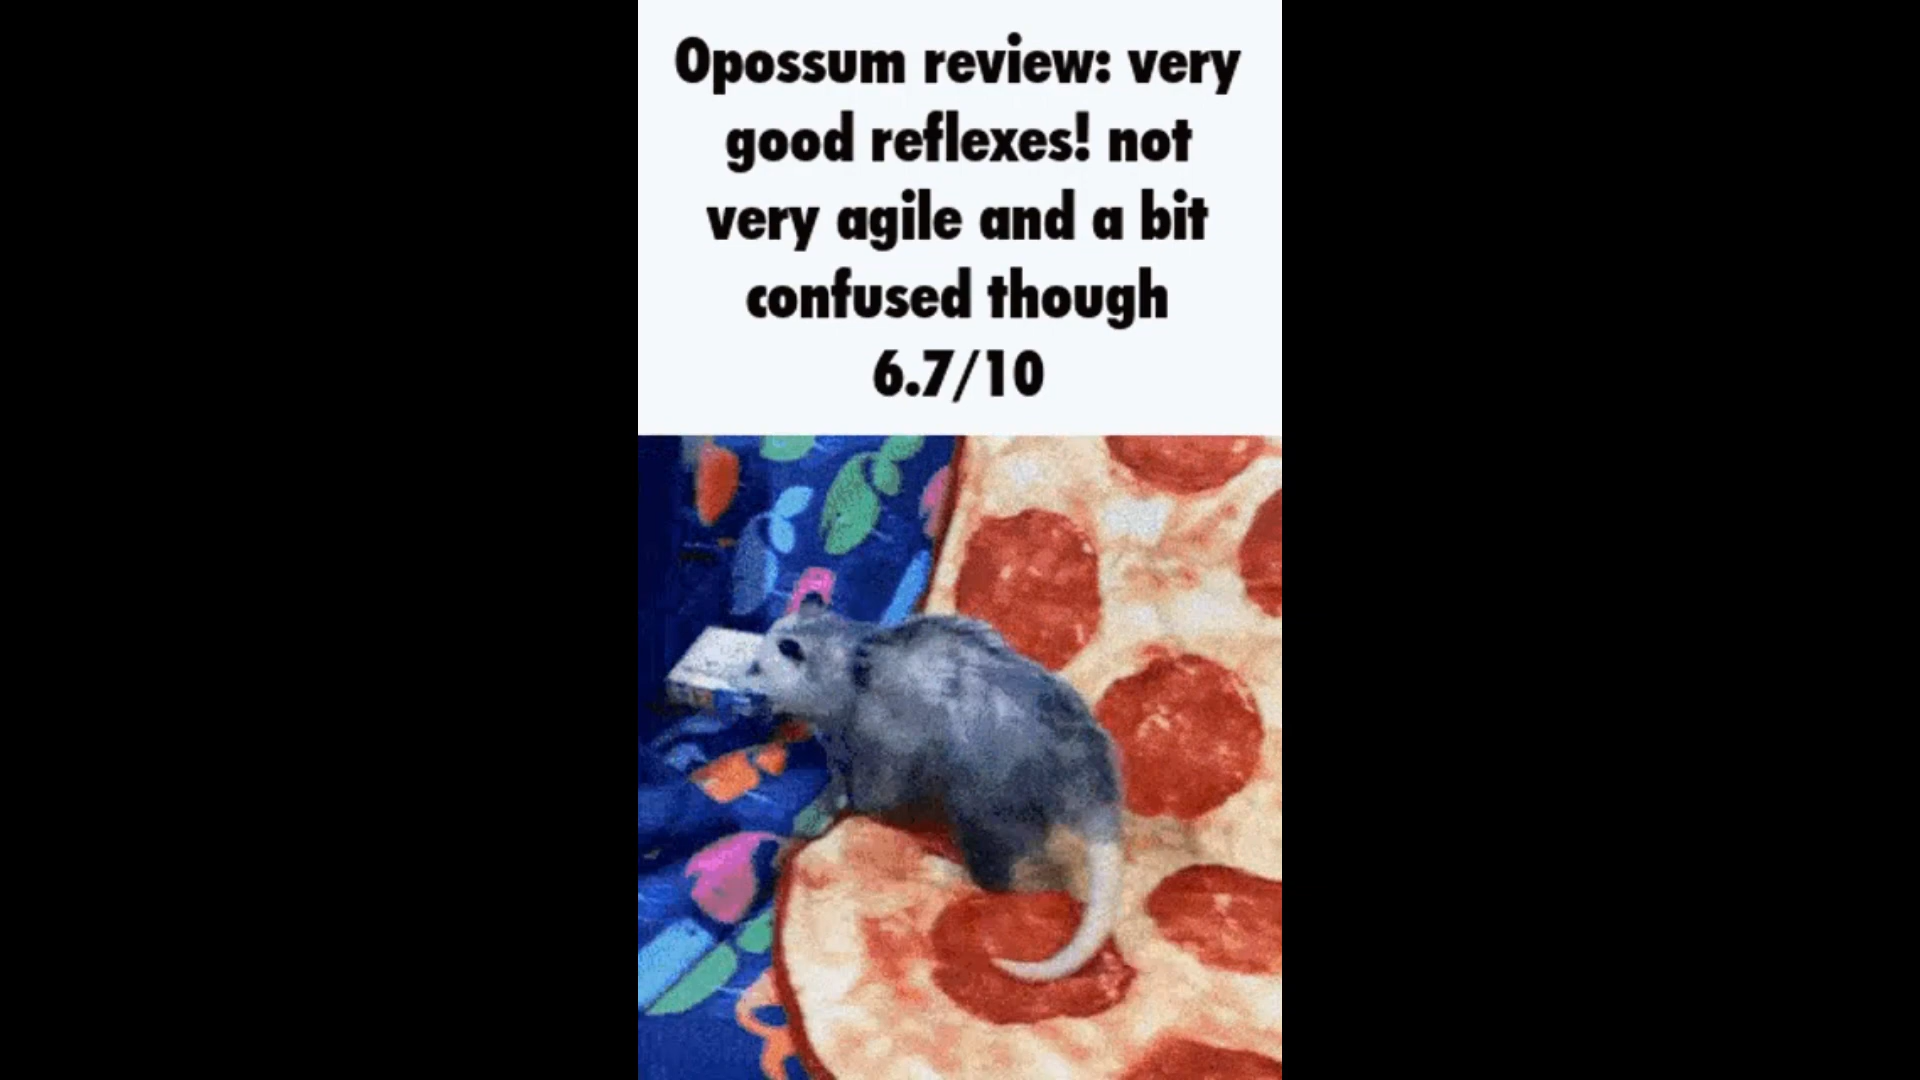 Opossum review: very
good reflexes! not
very agile and a bit
confused though
6.7/10